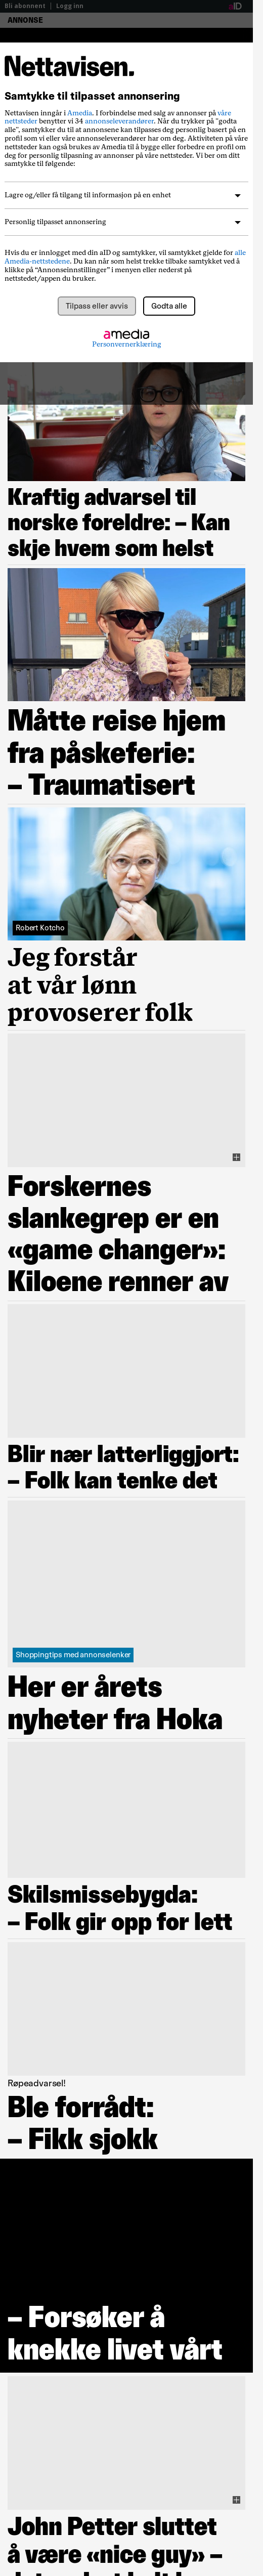 Bli abonnent | Logg inn
aID
ANNONSE
Nettavisen.
Samtykke til tilpasset annonsering
Nettavisen inngår i Amedia. I forbindelse med salg av annonser på våre
nettsteder benytter vi 34 annonseleverandører. Når du trykker på "godta
alle", samtykker du til at annonsene kan tilpasses deg personlig basert på en
profil som vi eller våre annonseleverandører har om deg. Aktiviteten på våre
nettsteder kan også brukes av Amedia til å bygge eller forbedre en profil om
deg for personlig tilpasning av annonser på våre nettsteder. Vi ber om ditt
samtykke til følgende:
Lagre og/eller få tilgang til informasjon på en enhet
Personlig tilpasset annonsering
Hvis du er innlogget med din aID og samtykker, vil samtykket gjelde for alle
Amedia-nettstedene. Du kan når som helst trekke tilbake samtykket ved å
klikke på “Annonseinnstillinger” i menyen eller nederst på
nettstedet/appen du bruker.
Tilpass eller avvis
Godta alle
amedia
Personvernerklæring
Kraftig advarsel til
norske foreldre: – Kan
skje hvem som helst
Måtte reise hjem
fra påskeferie:
– Traumatisert
Robert Kotcho
Jeg forstår
at vår lønn
provoserer folk
Forskernes
slankegrep er en
«game changer»:
Kiloene renner av
Blir nær latterliggjort:
– Folk kan tenke det
Shoppingtips med annonselenker
Her er årets
nyheter fra Hoka
Skilsmissebygda:
– Folk gir opp for lett
Røpeadvarsel!
Ble forrådt:
– Fikk sjokk
– Forsøker å
knekke livet vårt
John Petter sluttet
å være «nice guy» –